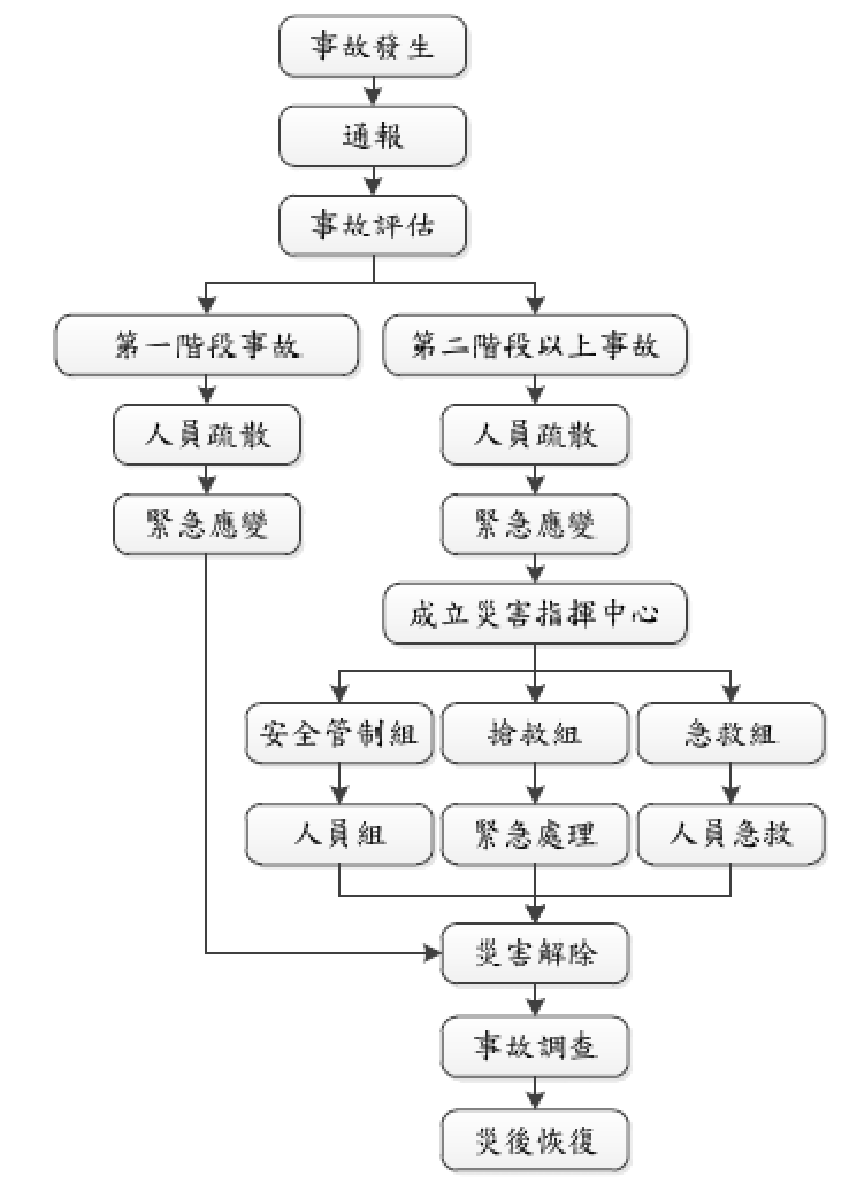 事故發生
通報
事故評估
第一階段事故
第二階段以上事故
人員疏散
人員疏散
緊急應變
緊急應變
成立災害指揮中心
安全管制組
搶救組
急救組
人員組
緊急處理
人員急救
災害解除
事故調查
災後恢復